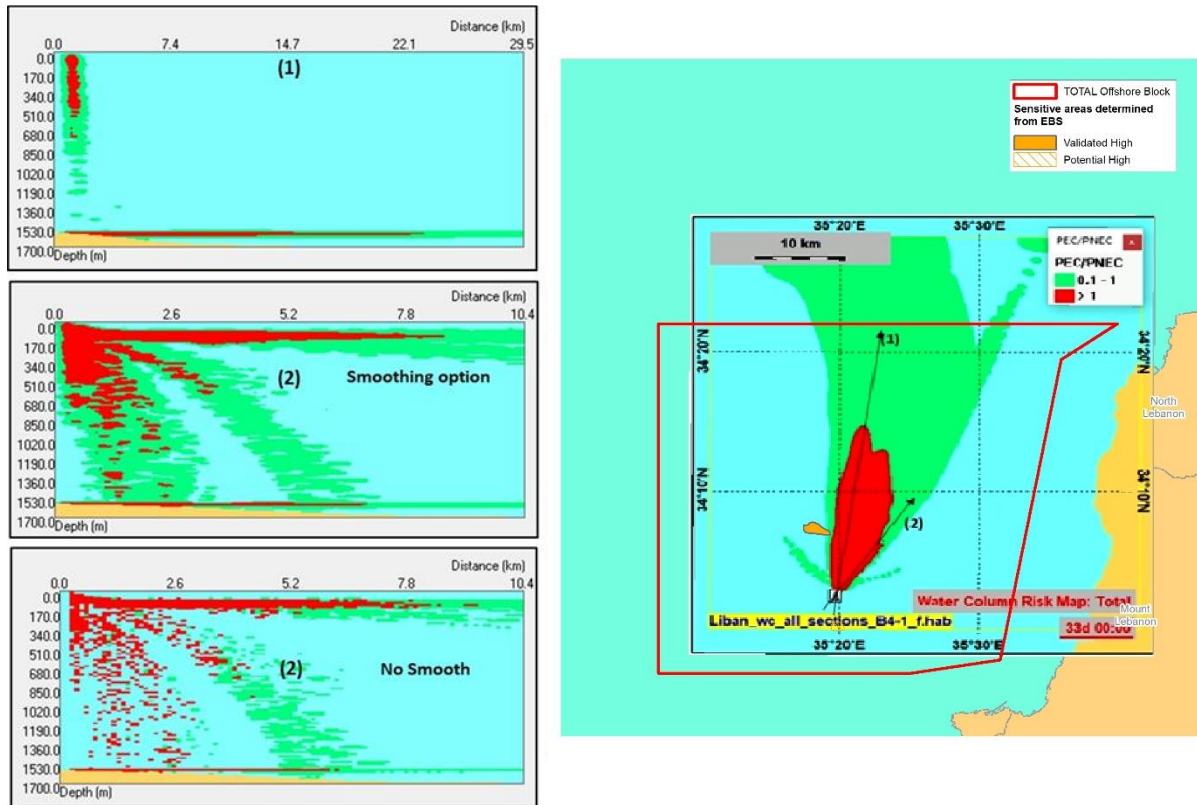 Distance (km)
0.0 7.4 14.7 22.1 29.5
0.0
170.0
340.0
510.0
680.0
850.0
1020.0
1190.0
1360.0
1530.0
1700.0
Depth (m)
(1)
Distance (km)
0.0 2.6 5.2 7.8 10.4
0.0
170.0
340.0
510.0
680.0
850.0
1020.0
1190.0
1360.0
1530.0
1700.0
Depth (m)
(2) Smoothing option
Distance (km)
0.0 2.6 5.2 7.8 10.4
0.0
170.0
340.0
510.0
680.0
850.0
1020.0
1190.0
1360.0
1530.0
1700.0
Depth (m)
(2) No Smooth
TOTAL Offshore Block
Sensitive areas determined
from EBS
Validated High
Potential High
35°20'E 35°30'E
10 km
PEC/PNEC x
PEC/PNEC
0.1 - 1
> 1
34°20'N
34°20'N
(1)
34°10'N
34°10'N
(2)
North
Lebanon
Mount
Lebanon
Water Column Risk Map: Total
Liban_wc_all_sections_B4-1_f.hab
33d 00:00
35°20'E 35°30'E